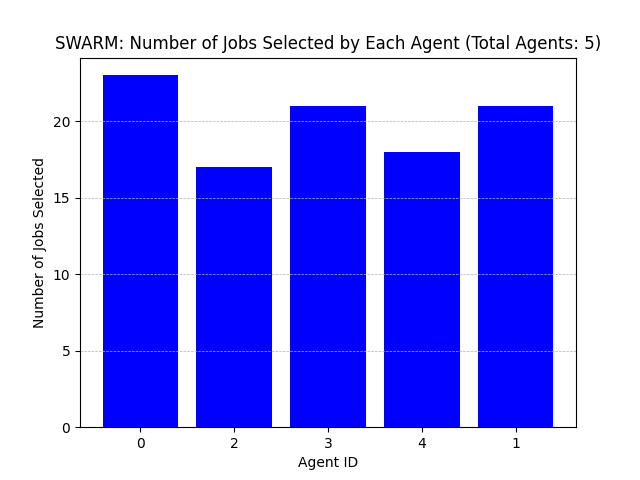 SWARM: Number of Jobs Selected by Each Agent (Total Agents: 5)
Number of Jobs Selected
20
15
10
5
0
0 2 3 4 1
Agent ID